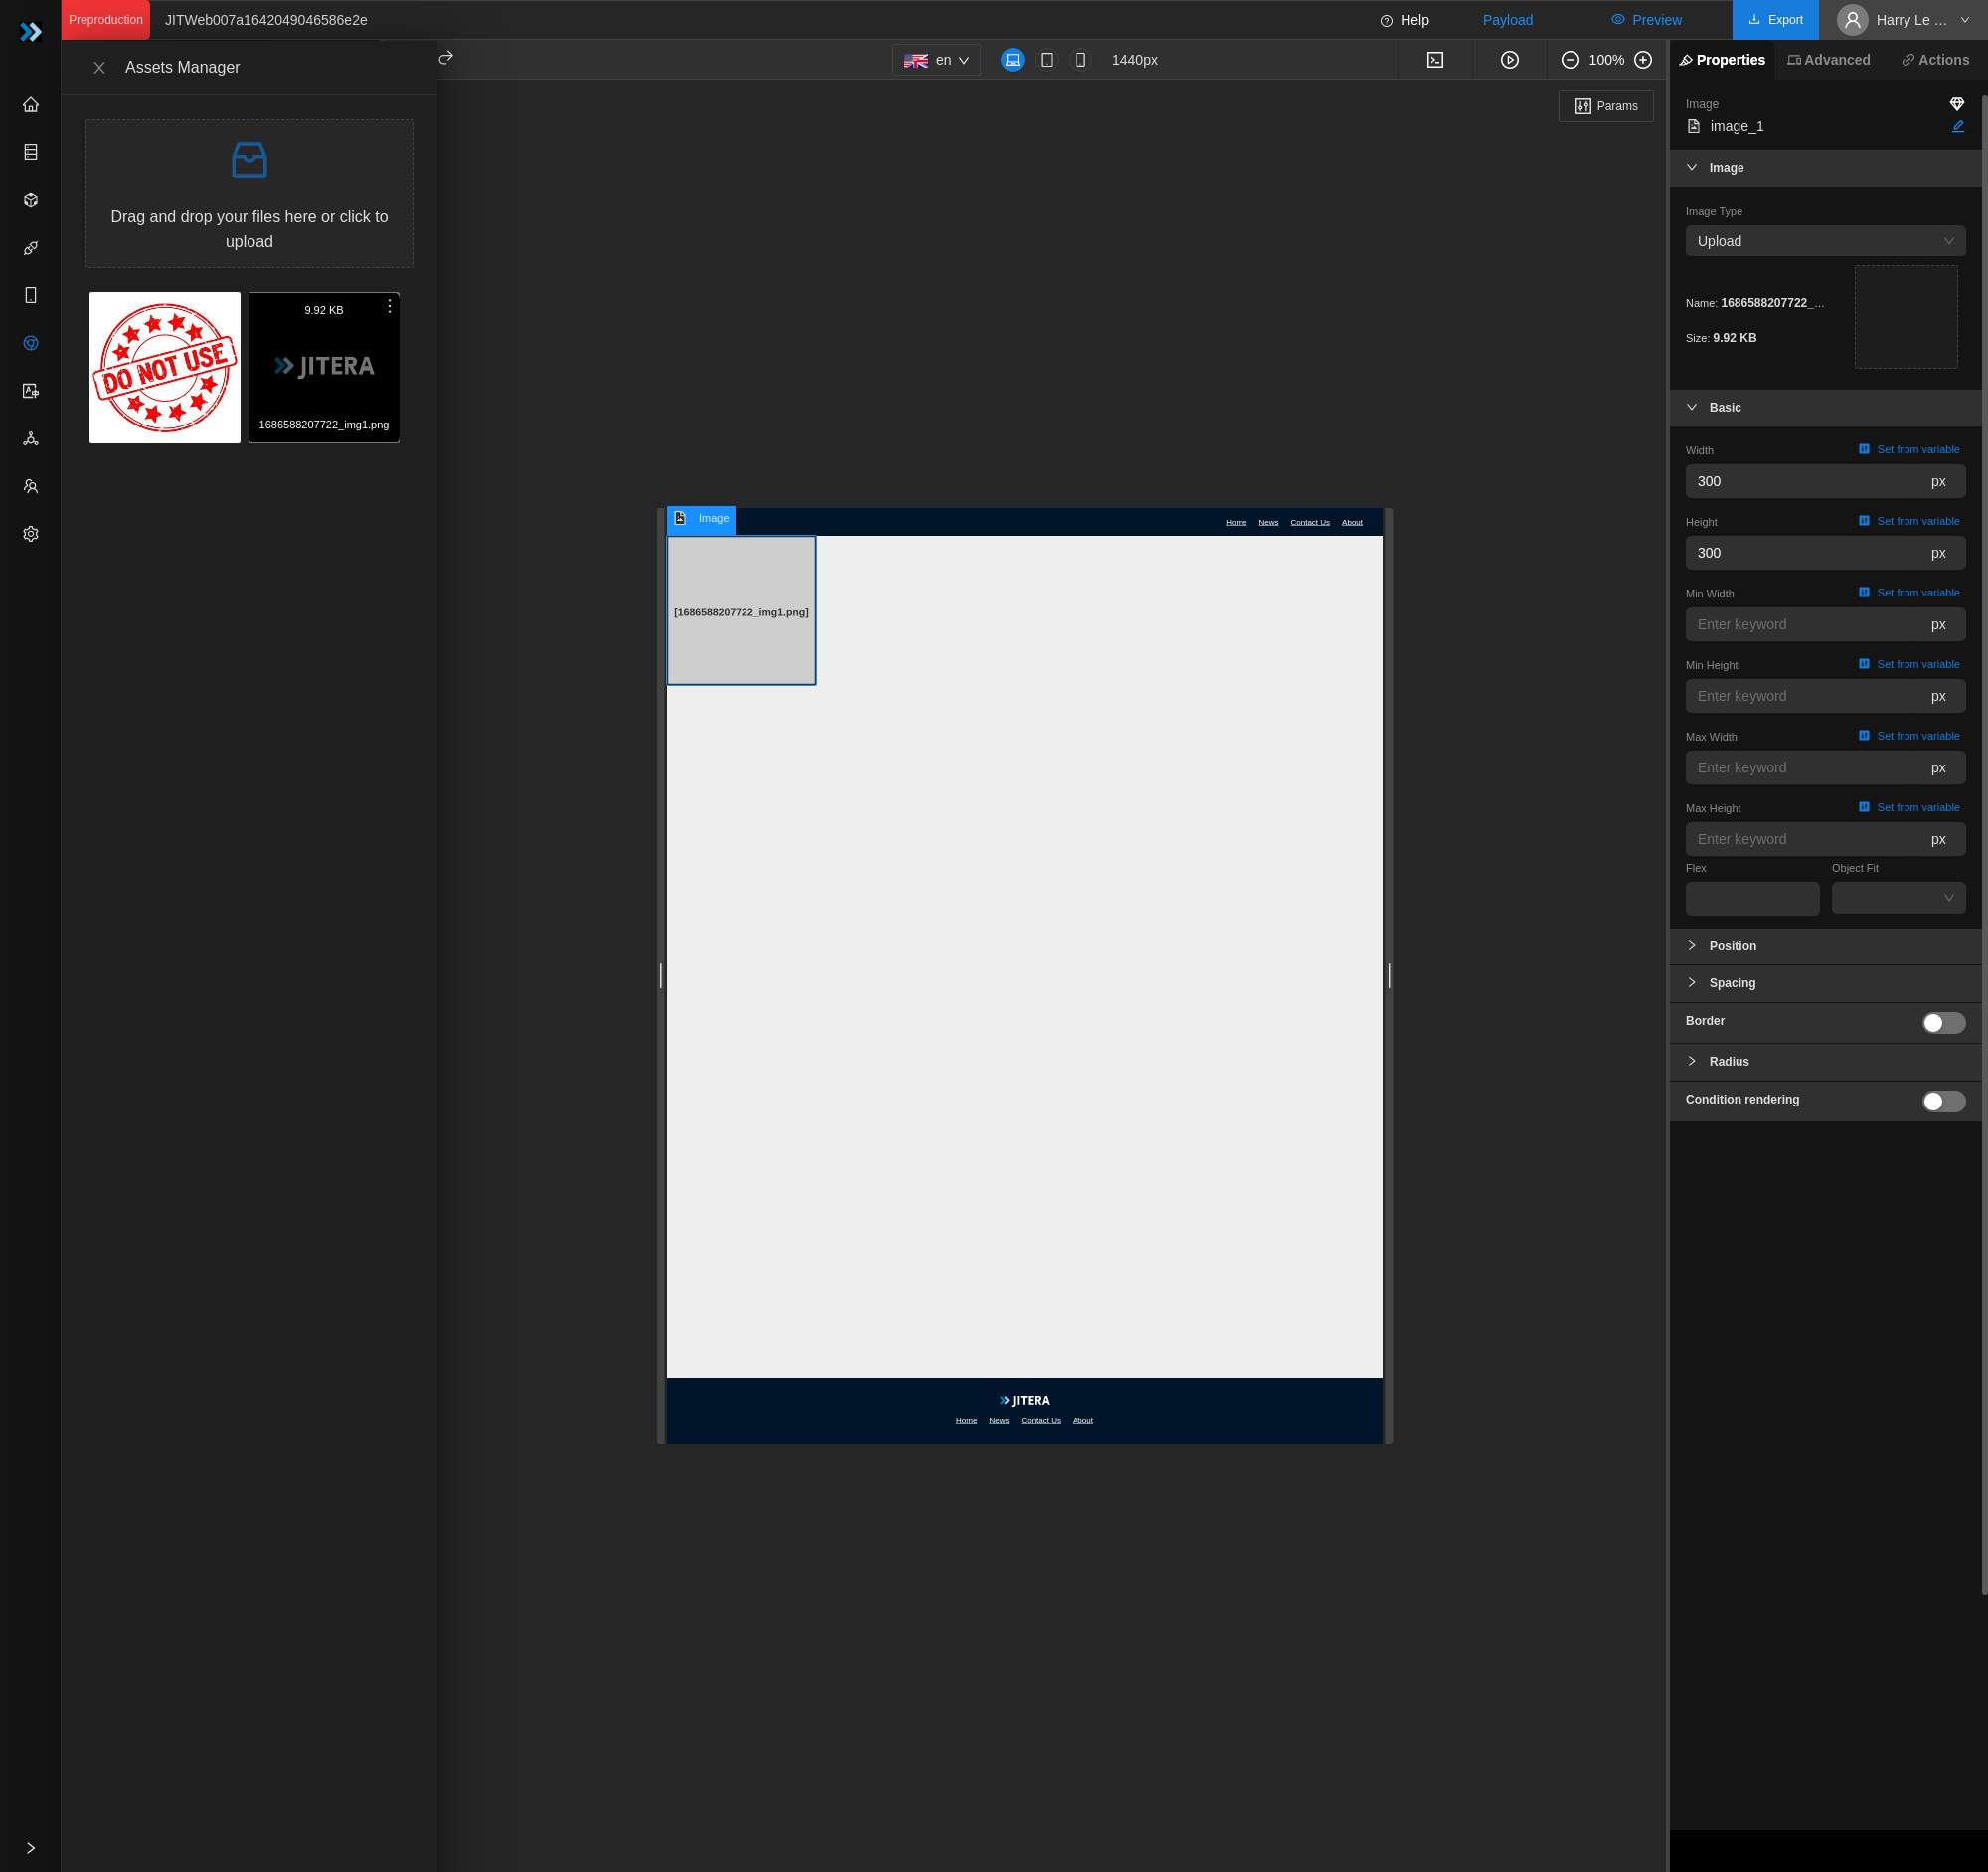 Preproduction
JITWeb007a1642049046586e2e
Help
Payload
Preview
Export
Harry Le ...
Assets Manager
en
1440px
100%
Properties
Advanced
Actions
Params
Drag and drop your files here or click to
upload
DO NOT USE
9.92 KB
JITERA
1686588207722_img1.png
Image
Home
News
Contact Us
About
[1686588207722_img1.png]
JITERA
Home
News
Contact Us
About
Image
image_1
Image
Image Type
Upload
Name: 1686588207722_...
Size: 9.92 KB
Basic
Width
Set from variable
300
px
Height
Set from variable
300
px
Min Width
Set from variable
Enter keyword
px
Min Height
Set from variable
Enter keyword
px
Max Width
Set from variable
Enter keyword
px
Max Height
Set from variable
Enter keyword
px
Flex
Object Fit
Position
Spacing
Border
Radius
Condition rendering